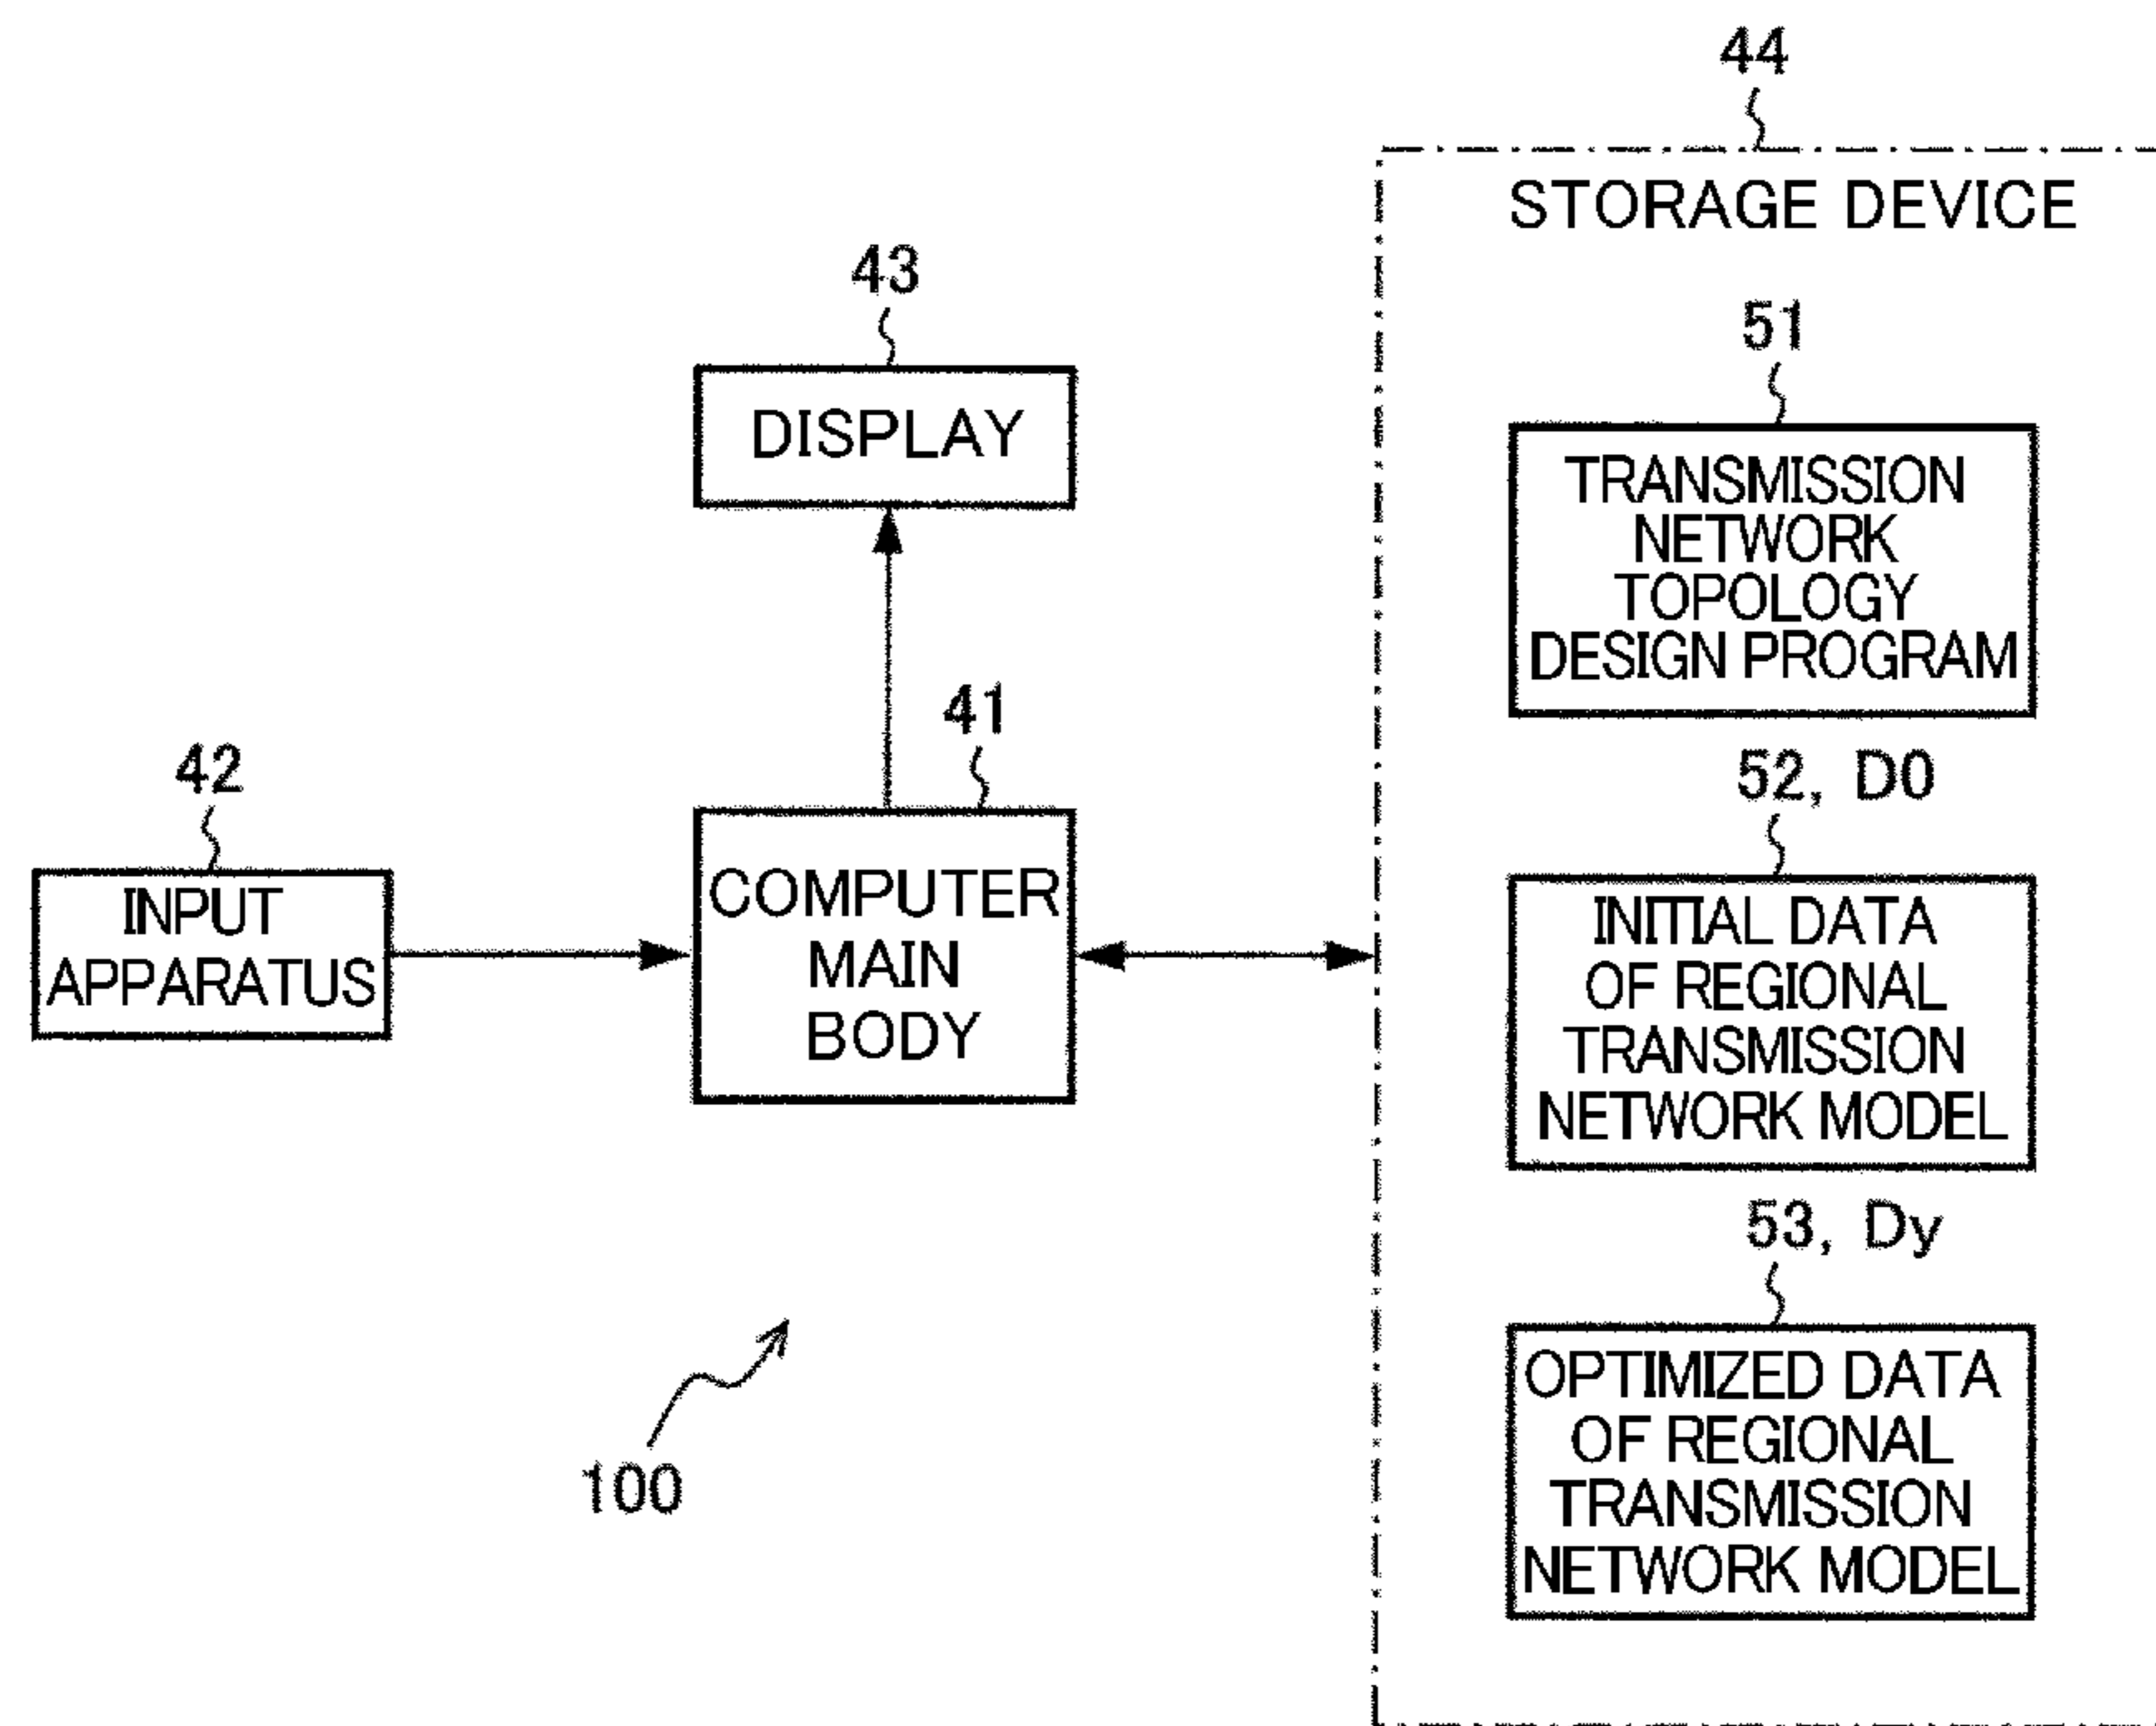 44
STORAGE DEVICE
43
DISPLAY
51
TRANSMISSION
NETWORK
TOPOLOGY
DESIGN PROGRAM
41
COMPUTER
MAIN
BODY
42
INPUT
APPARATUS
52, D0
INITIAL DATA
OF REGIONAL
TRANSMISSION
NETWORK MODEL
53, Dy
OPTIMIZED DATA
OF REGIONAL
TRANSMISSION
NETWORK MODEL
100